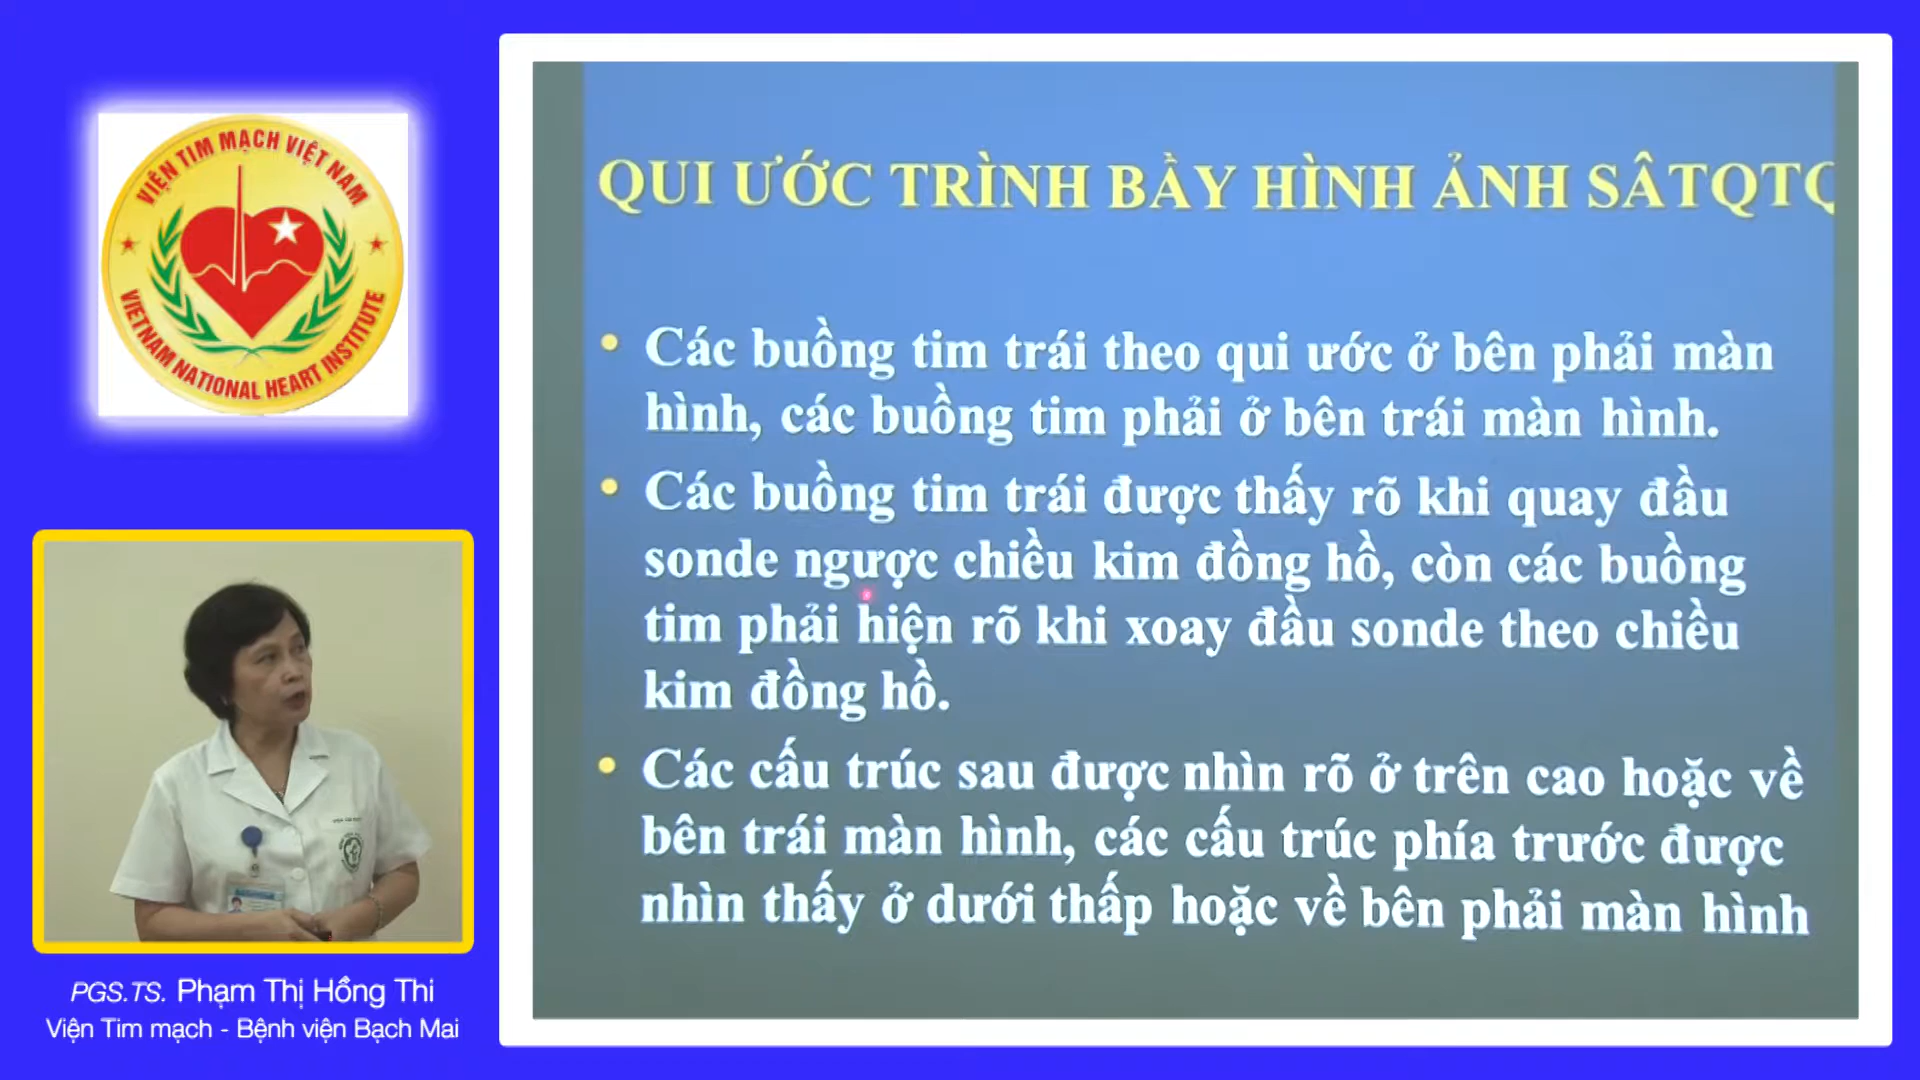 VIỆN TIM MẠCH VIỆT NAM
VIETNAM NATIONAL HEART INSTITUTE
QUI ƯỚC TRÌNH BẦY HÌNH ẢNH SÂTQTQ
• Các buồng tim trái theo qui ước ở bên phải màn
hình, các buồng tim phải ở bên trái màn hình.
• Các buồng tim trái được thấy rõ khi quay đầu
sonde ngược chiều kim đồng hồ, còn các buồng
tim phải hiện rõ khi xoay đầu sonde theo chiều
kim đồng hồ.
• Các cấu trúc sau được nhìn rõ ở trên cao hoặc về
bên trái màn hình, các cấu trúc phía trước được
nhìn thấy ở dưới thấp hoặc về bên phải màn hình
PGS.TS. Phạm Thị Hồng Thi
Viện Tim mạch - Bệnh viện Bạch Mai